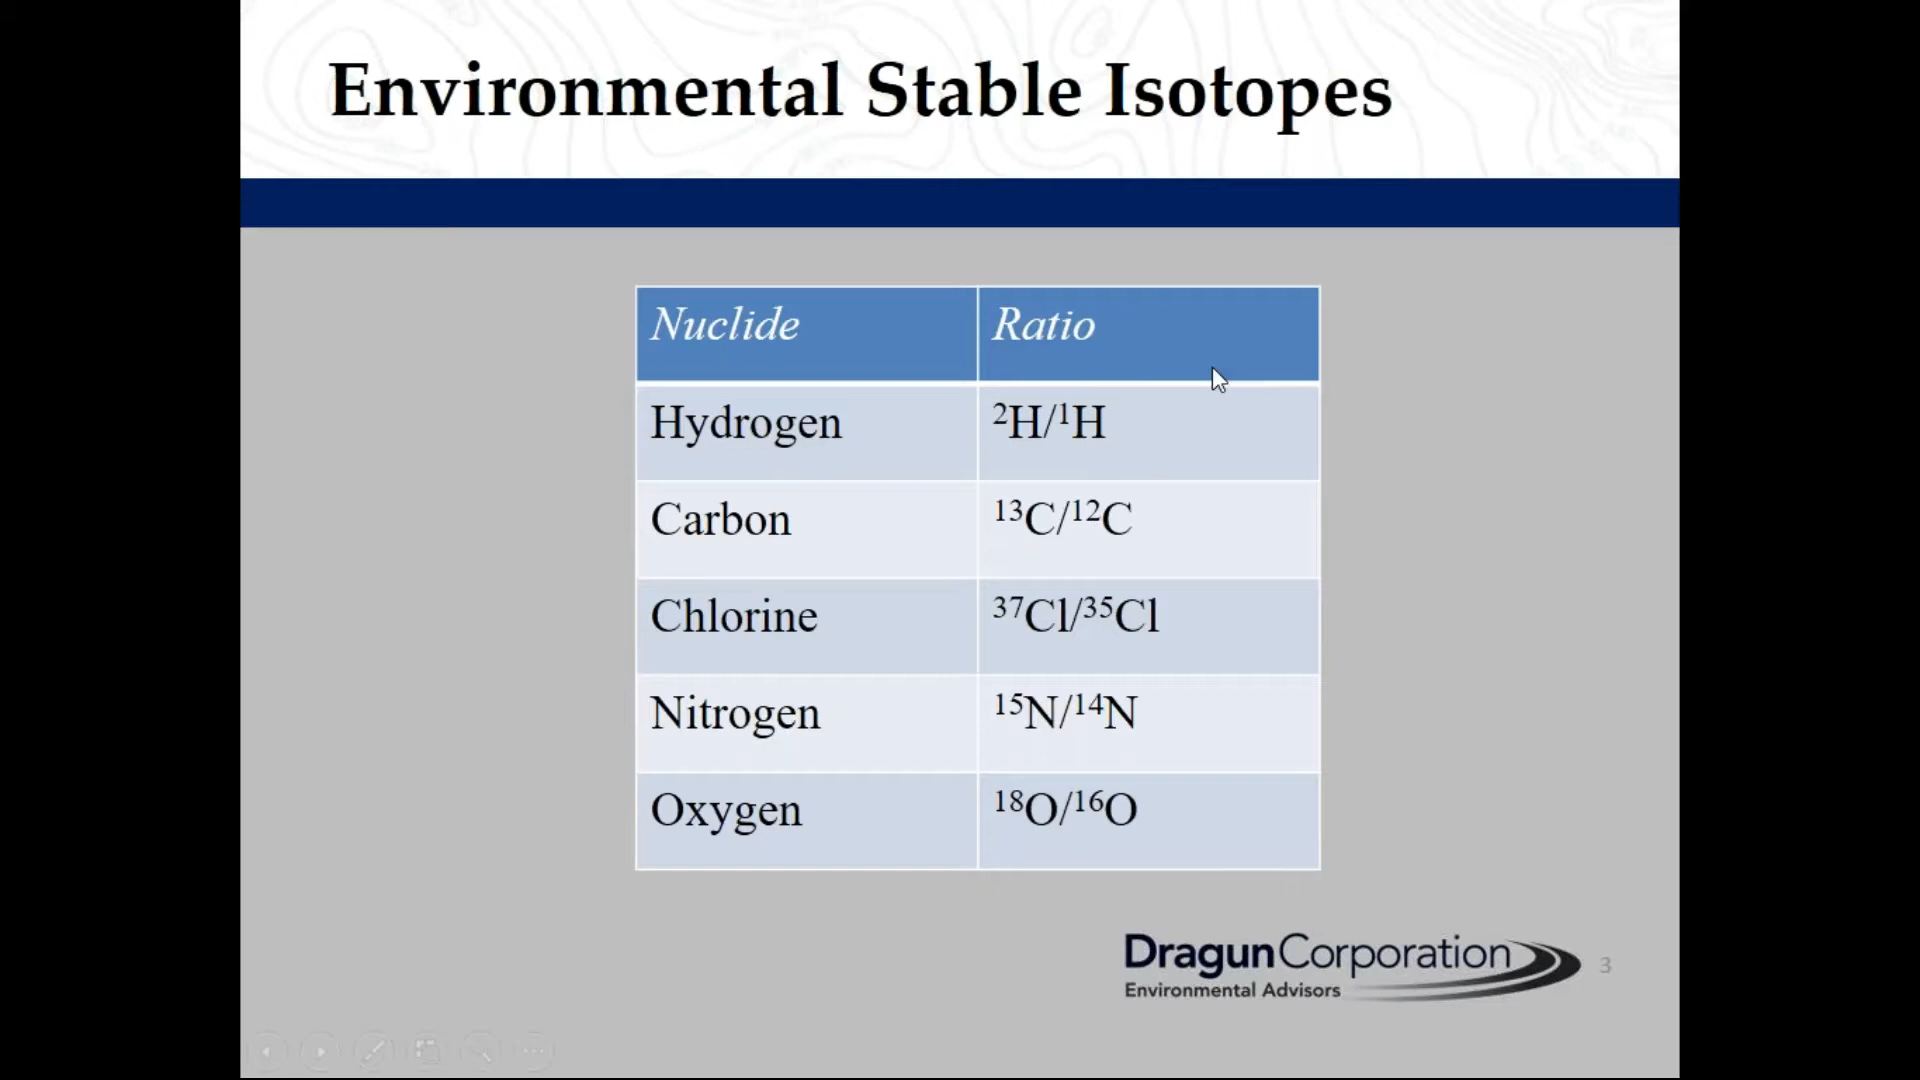 Environmental Stable Isotopes
Nuclide Ratio
Hydrogen ²H/¹H
Carbon ¹³C/¹²C
Chlorine ³⁷Cl/³⁵Cl
Nitrogen ¹⁵N/¹⁴N
Oxygen ¹⁸O/¹⁶O
DragunCorporation
Environmental Advisors
3